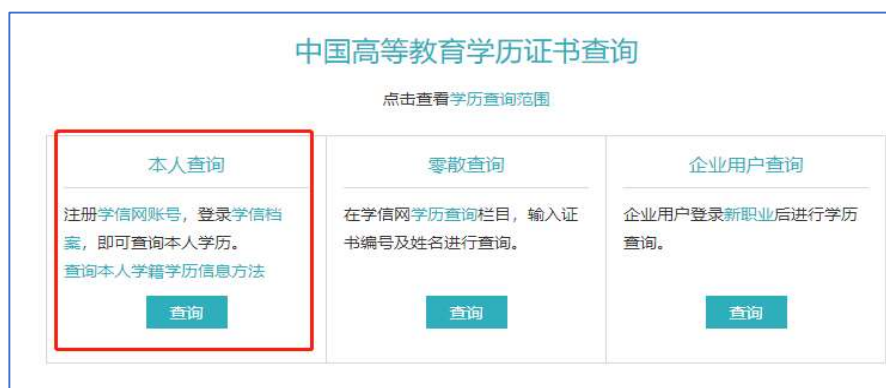 中国高等教育学历证书查询
点击查看学历查询范围
本人查询
注册学信网账号，登录学信档
案，即可查询本人学历。
查询本人学籍学历信息方法
查询
零散查询
在学信网学历查询栏目，输入证
书编号及姓名进行查询。
查询
企业用户查询
企业用户登录新职业后进行学历
查询。
查询